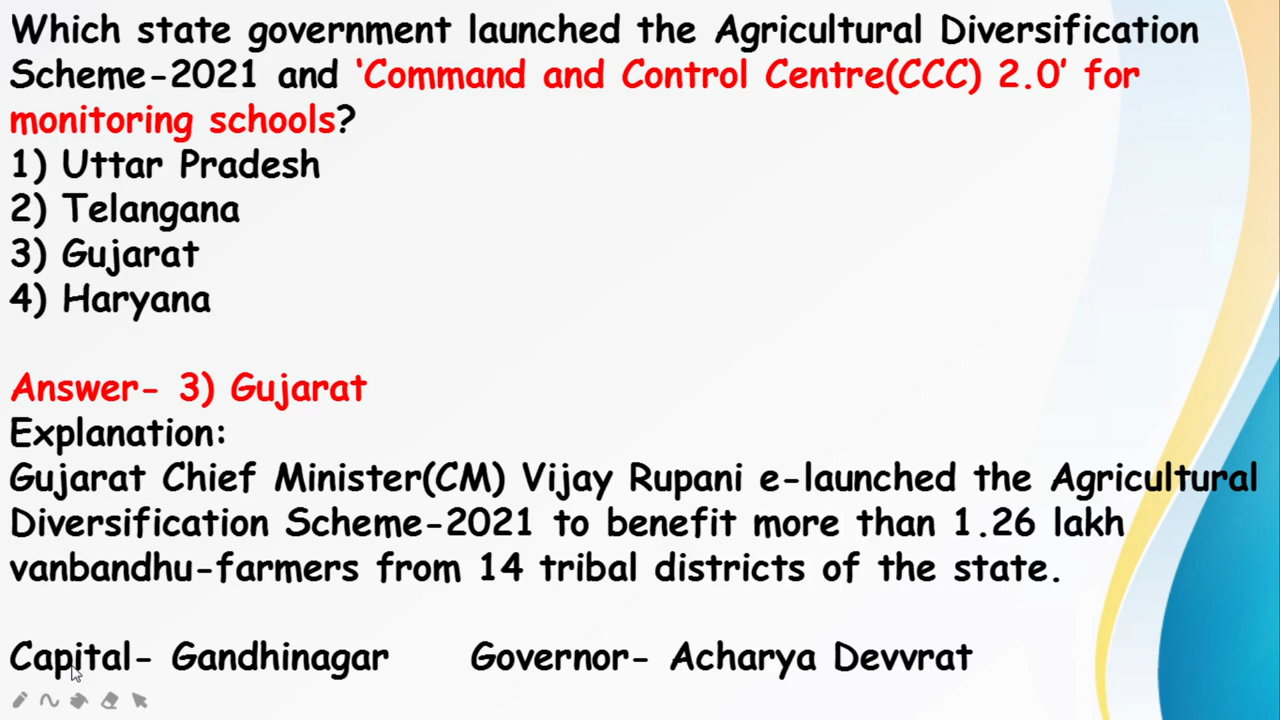 Which state government launched the Agricultural Diversification
Scheme-2021 and ‘Command and Control Centre(CCC) 2.0’ for
monitoring schools?
1) Uttar Pradesh
2) Telangana
3) Gujarat
4) Haryana
Answer- 3) Gujarat
Explanation:
Gujarat Chief Minister(CM) Vijay Rupani e-launched the Agricultural
Diversification Scheme-2021 to benefit more than 1.26 lakh
vanbandhu-farmers from 14 tribal districts of the state.
Capital- Gandhinagar Governor- Acharya Devvrat